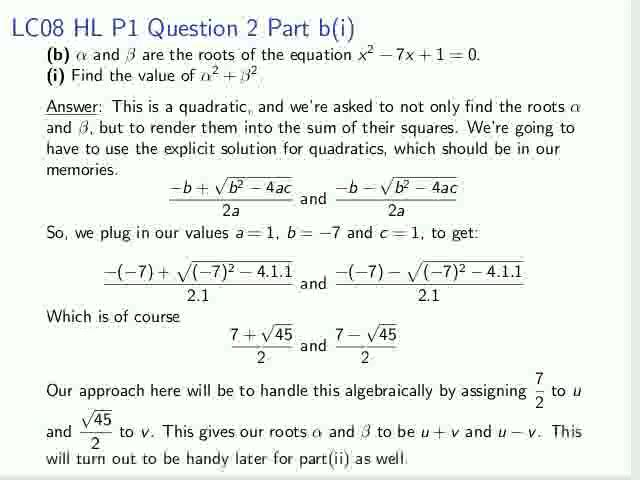 LC08 HL P1 Question 2 Part b(i)
(b) α and β are the roots of the equation x² − 7x + 1 = 0.
(i) Find the value of α² + β².
Answer: This is a quadratic, and we're asked to not only find the roots α
and β, but to render them into the sum of their squares. We're going to
have to use the explicit solution for quadratics, which should be in our
memories.
(−b + √(b² − 4ac))/2a and (−b − √(b² − 4ac))/2a
So, we plug in our values a = 1, b = −7 and c = 1, to get:
(−(−7) + √((−7)² − 4.1.1))/2.1 and (−(−7) − √((−7)² − 4.1.1))/2.1
Which is of course
(7 + √45)/2 and (7 − √45)/2
Our approach here will be to handle this algebraically by assigning 7/2 to u
and √45/2 to v. This gives our roots α and β to be u + v and u − v. This
will turn out to be handy later for part(ii) as well.